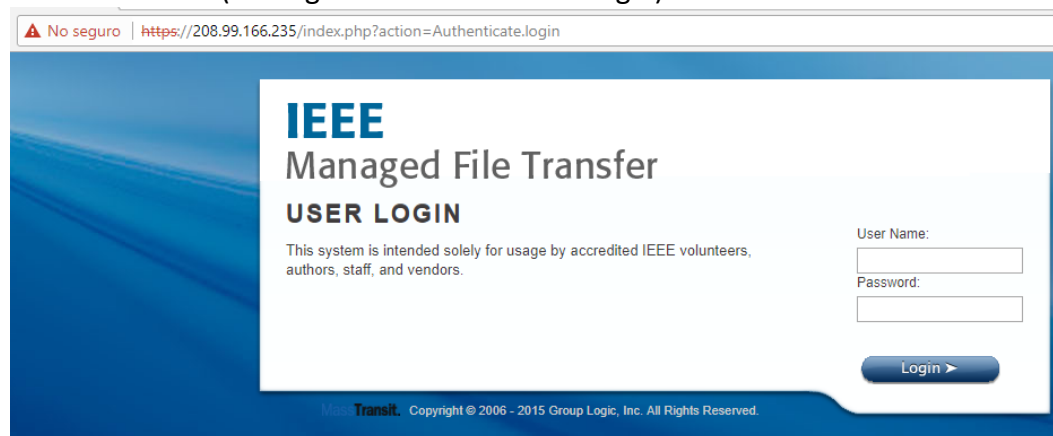 No seguro | https://208.99.166.235/index.php?action=Authenticate.login
IEEE
Managed File Transfer
USER LOGIN
This system is intended solely for usage by accredited IEEE volunteers,
authors, staff, and vendors.
User Name:
Password:
Login ➤
MassTransit. Copyright © 2006 - 2015 Group Logic, Inc. All Rights Reserved.